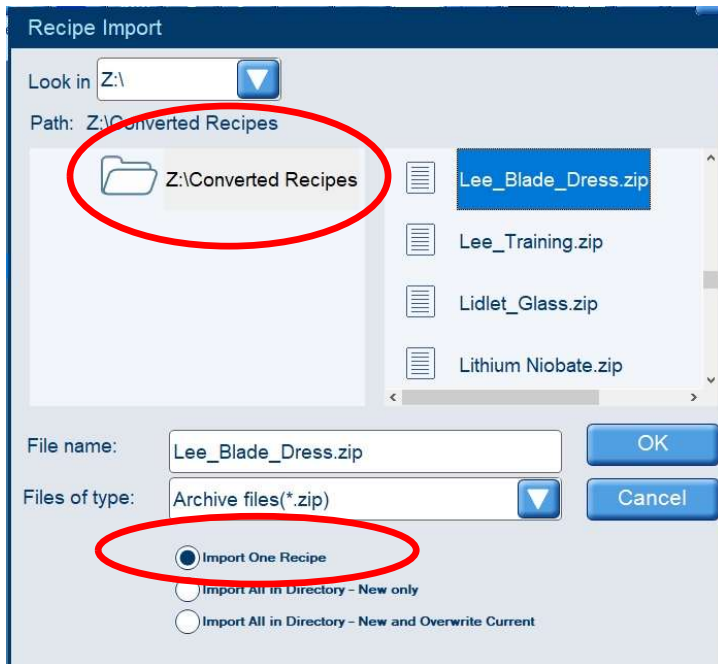 Recipe Import
Look in Z:\
Path: Z:\Converted Recipes
Z:\Converted Recipes
Lee_Blade_Dress.zip
Lee_Training.zip
Lidlet_Glass.zip
Lithium Niobate.zip
File name: Lee_Blade_Dress.zip OK
Files of type: Archive files(*.zip) Cancel
Import One Recipe
Import All in Directory - New only
Import All in Directory - New and Overwrite Current